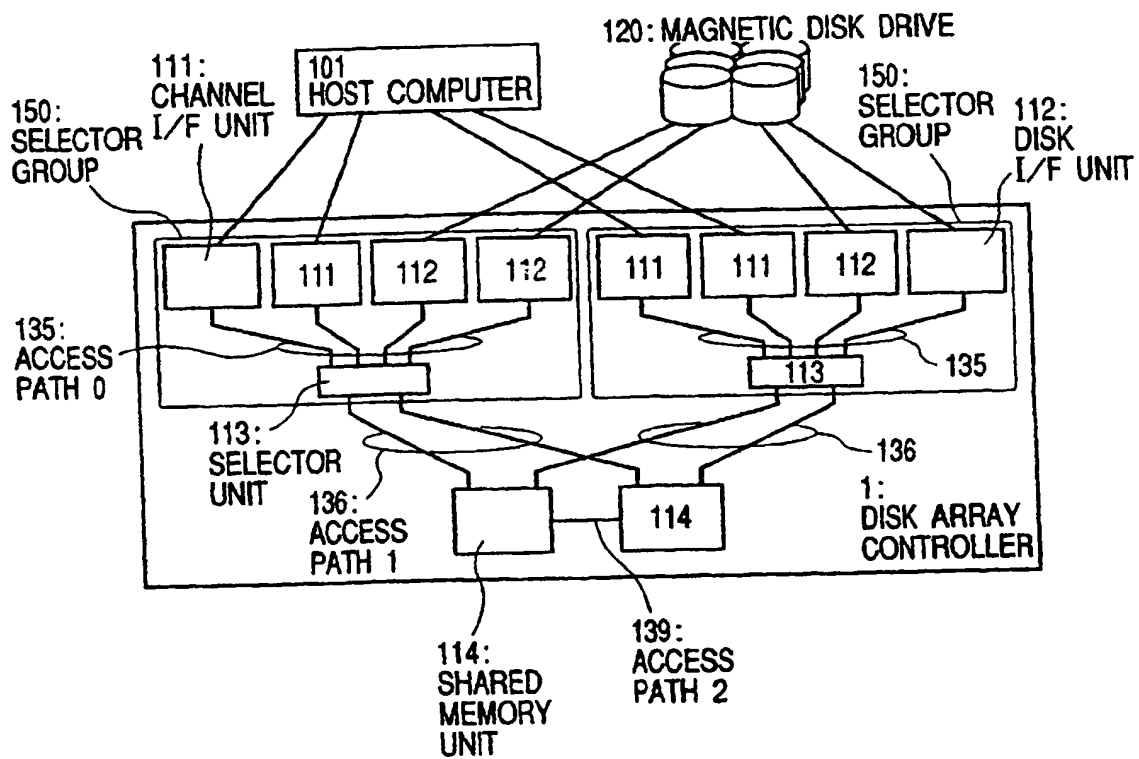 120: MAGNETIC DISK DRIVE
111:
CHANNEL
I/F UNIT
101
HOST COMPUTER
150:
SELECTOR
GROUP
150:
SELECTOR
GROUP
112:
DISK
I/F UNIT
111
112
112
111
111
112
135:
ACCESS
PATH 0
113
135
113:
SELECTOR
UNIT
136
136:
ACCESS
PATH 1
114
1:
DISK ARRAY
CONTROLLER
114:
SHARED
MEMORY
UNIT
139:
ACCESS
PATH 2